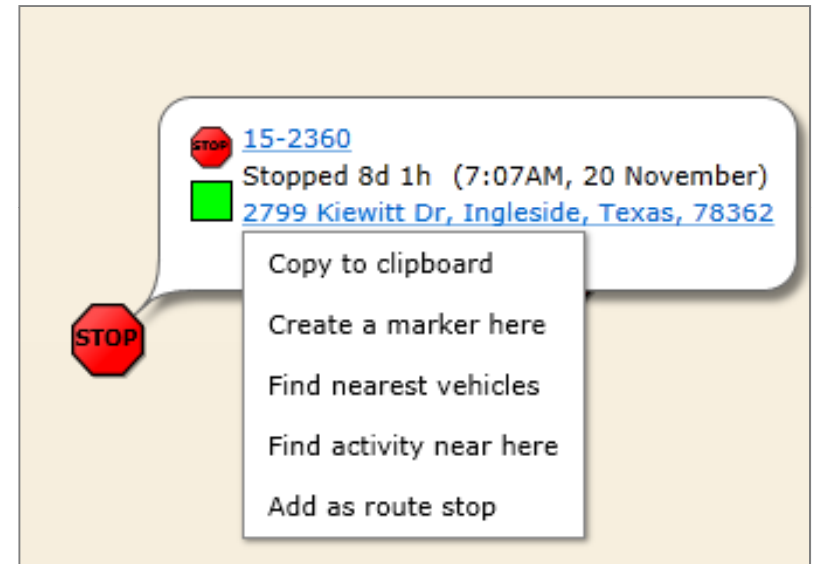 STOP 15-2360
Stopped 8d 1h (7:07AM, 20 November)
2799 Kiewitt Dr, Ingleside, Texas, 78362
Copy to clipboard
Create a marker here
STOP
Find nearest vehicles
Find activity near here
Add as route stop